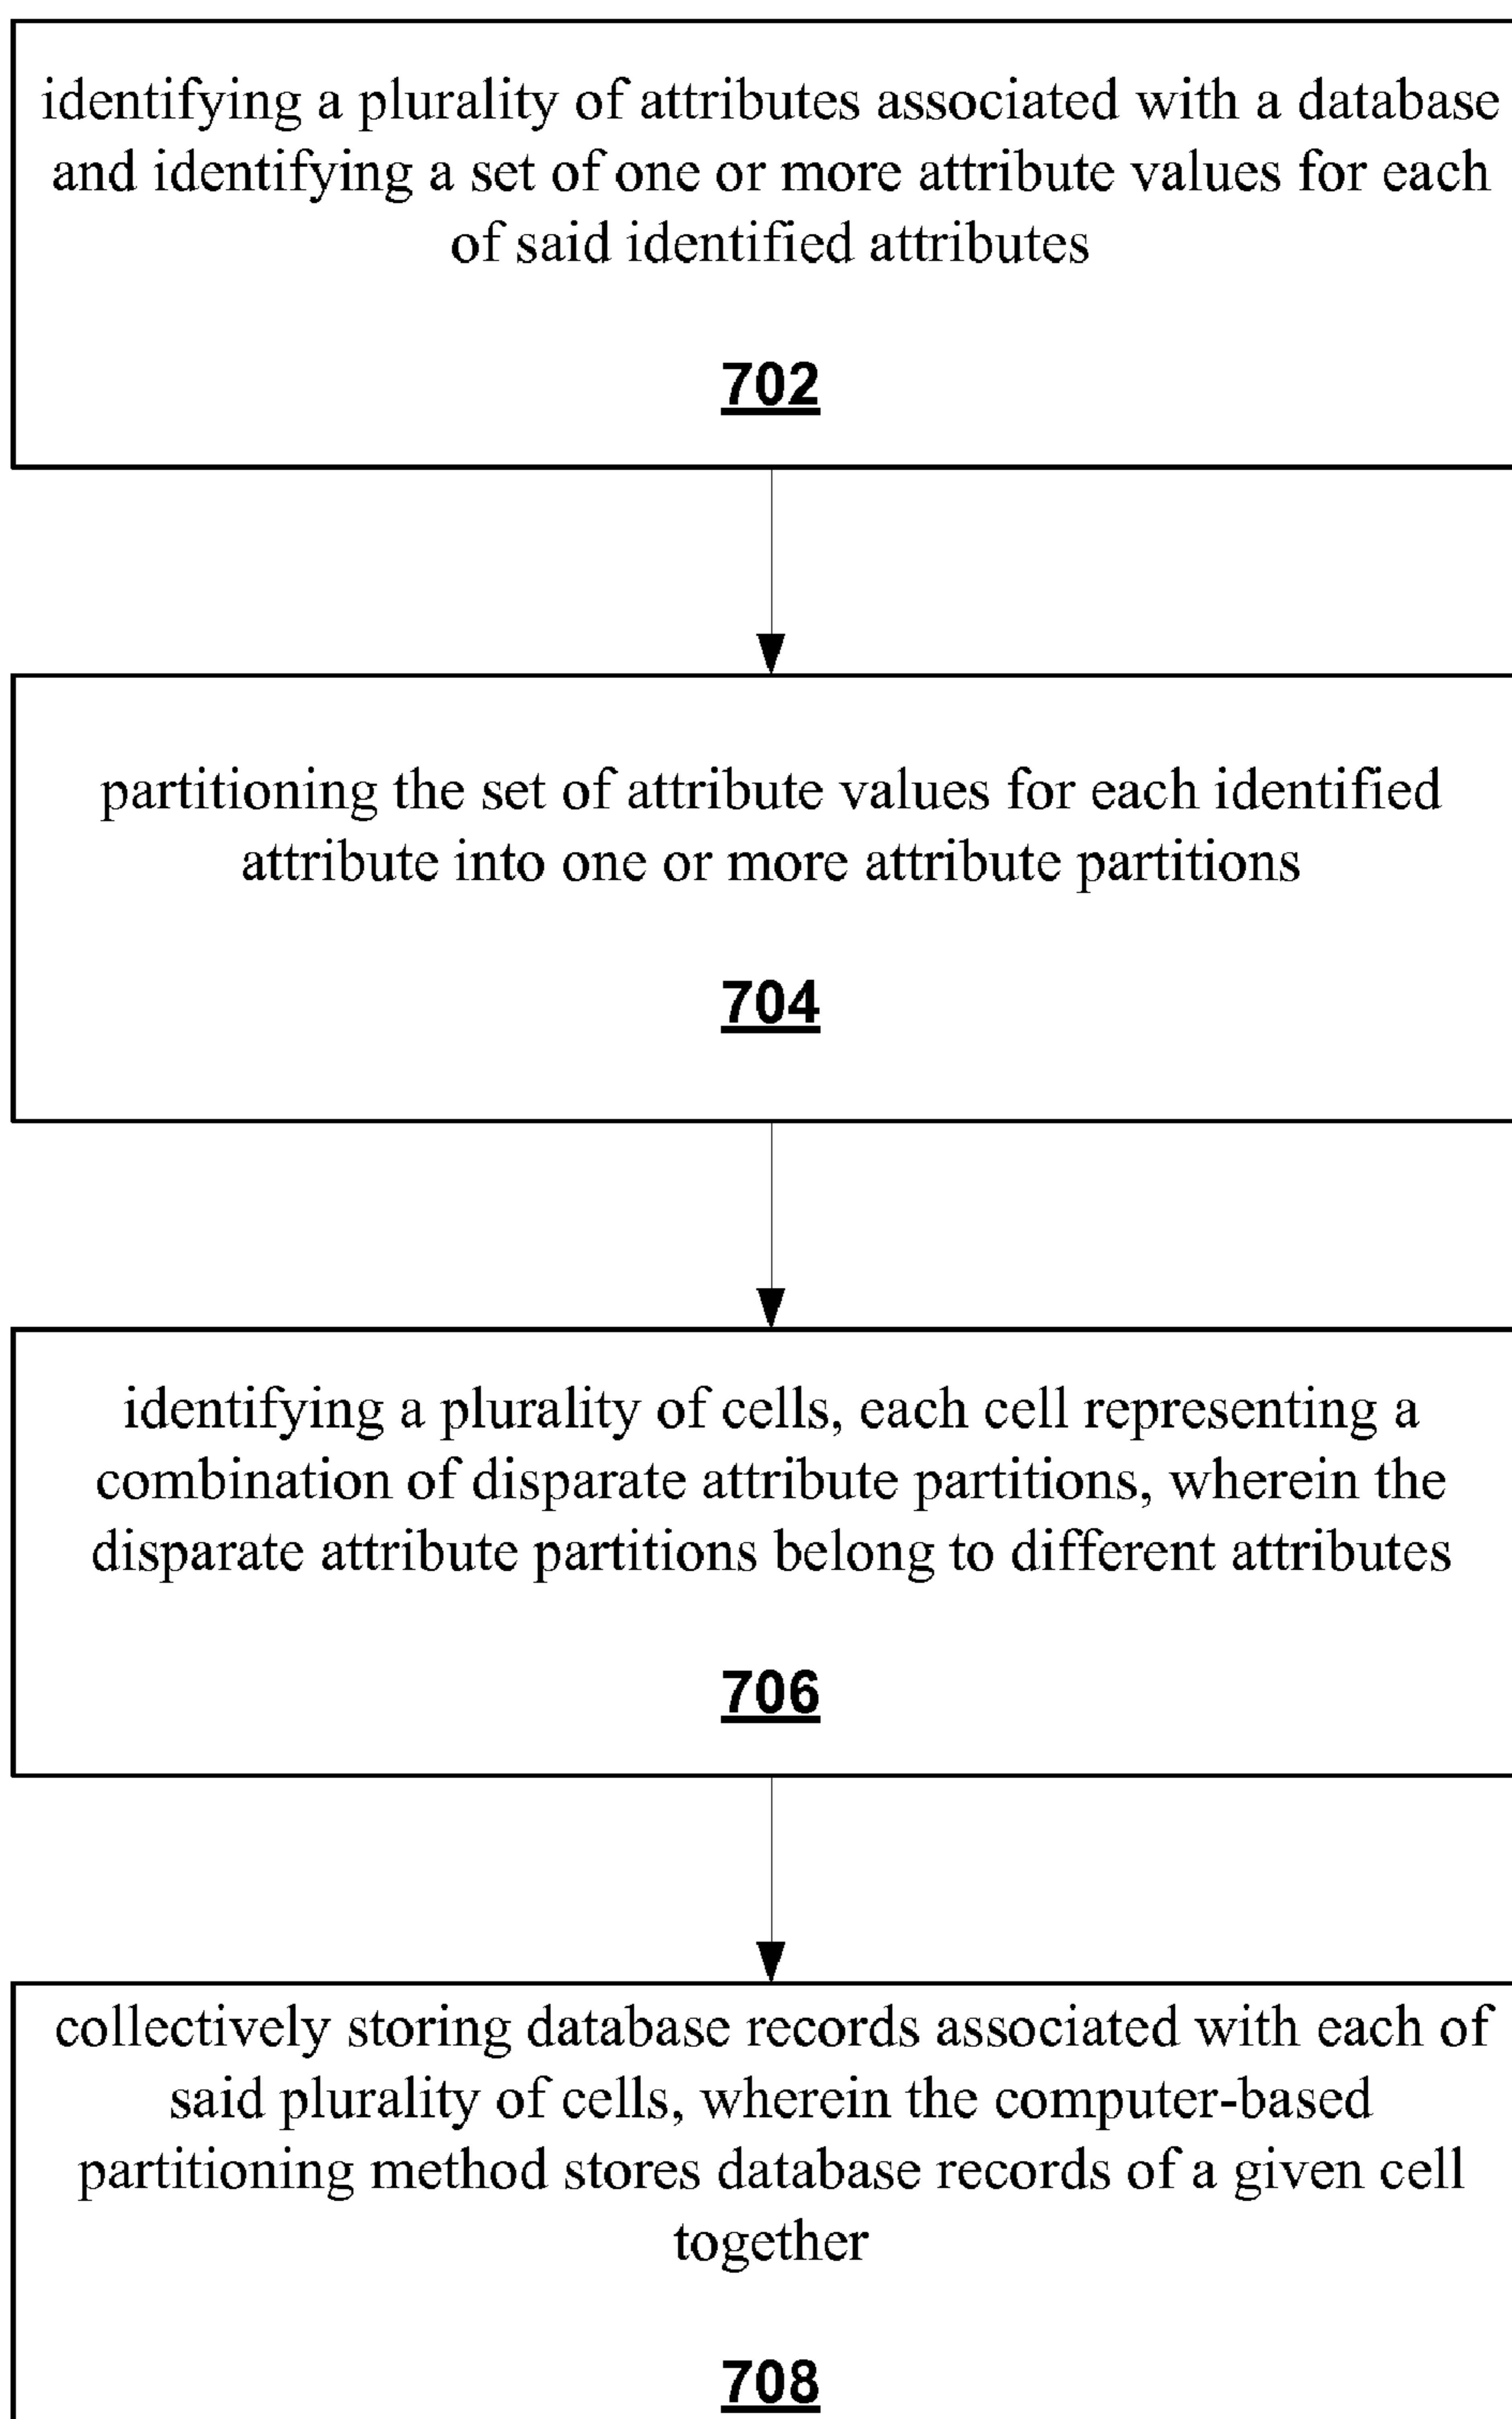 identifying a plurality of attributes associated with a database
and identifying a set of one or more attribute values for each
of said identified attributes
702
partitioning the set of attribute values for each identified
attribute into one or more attribute partitions
704
identifying a plurality of cells, each cell representing a
combination of disparate attribute partitions, wherein the
disparate attribute partitions belong to different attributes
706
collectively storing database records associated with each of
said plurality of cells, wherein the computer-based
partitioning method stores database records of a given cell
together
708